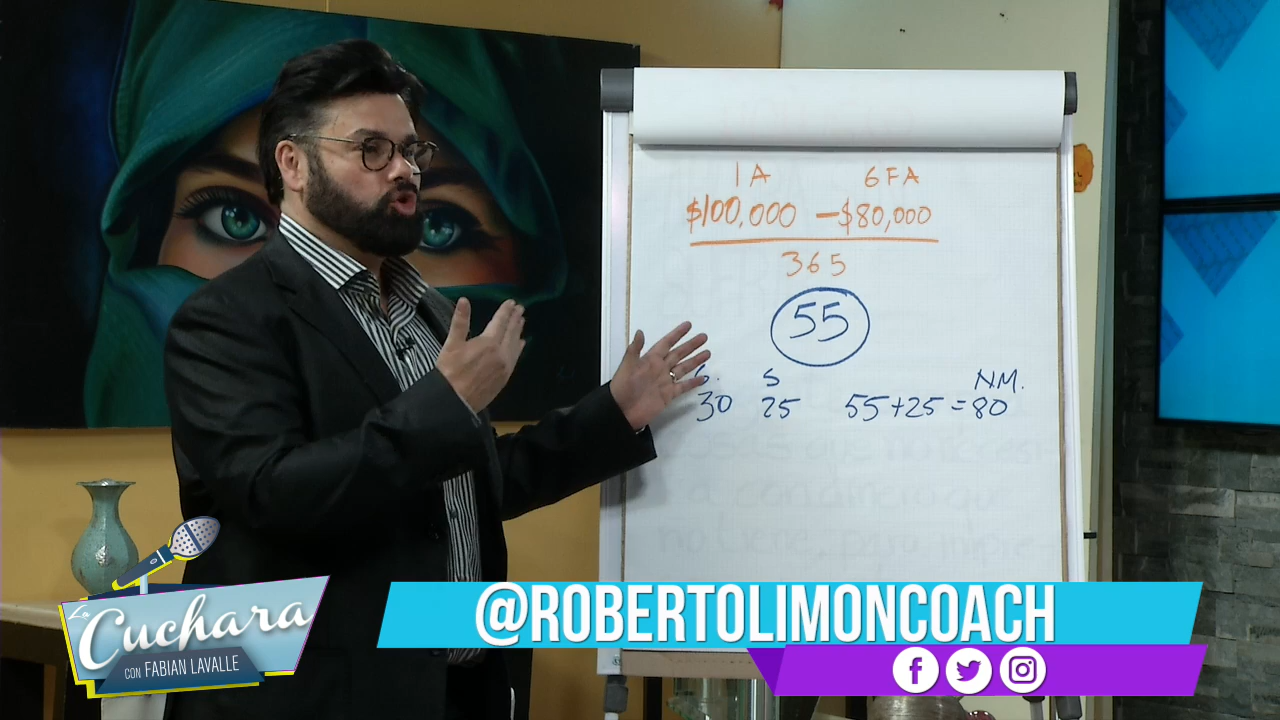 1A 6FA
$100,000 -$80,000
365
55
S NM.
30 25 55+25=80
La
Cuchara
CON FABIAN LAVALLE
@ROBERTOLIMONCOACH